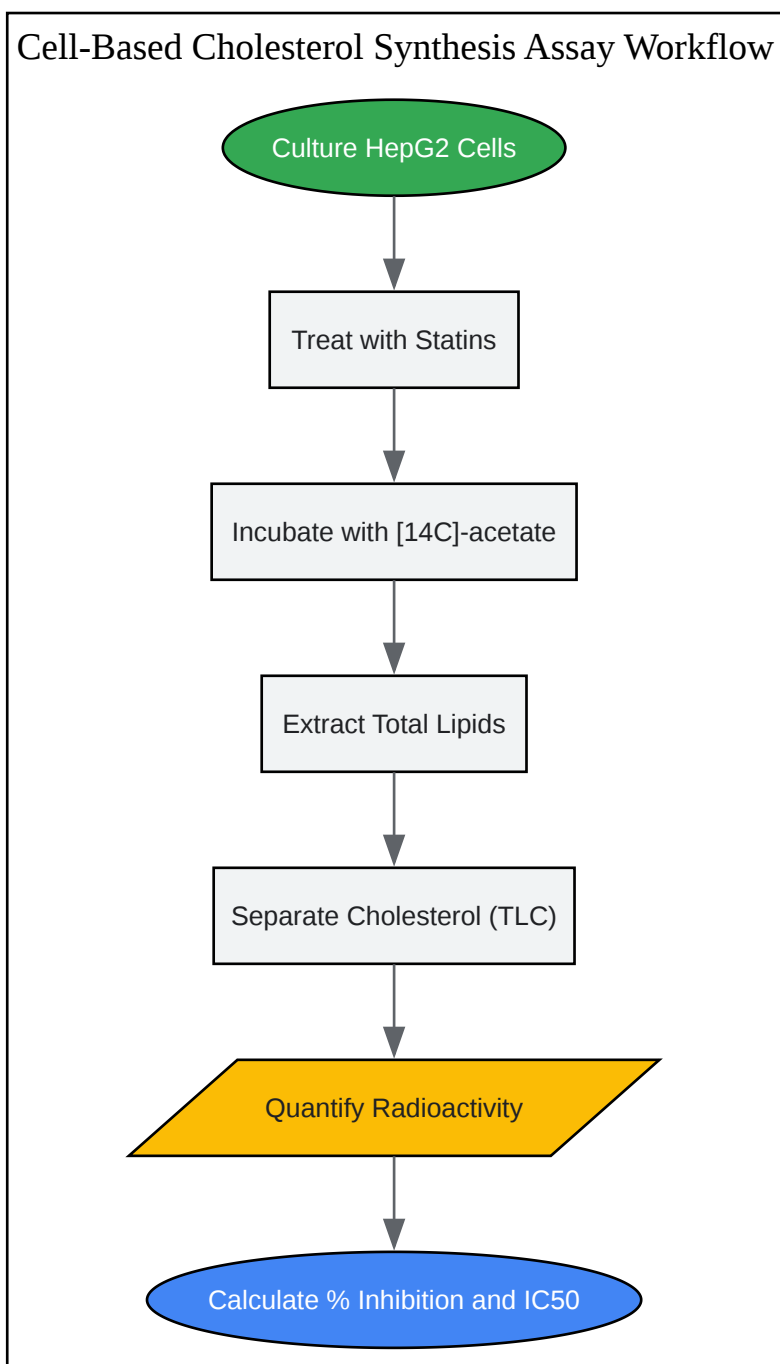 Cell-Based Cholesterol Synthesis Assay Workflow
Culture HepG2 Cells
Treat with Statins
Incubate with [14C]-acetate
Extract Total Lipids
Separate Cholesterol (TLC)
Quantify Radioactivity
Calculate % Inhibition and IC50